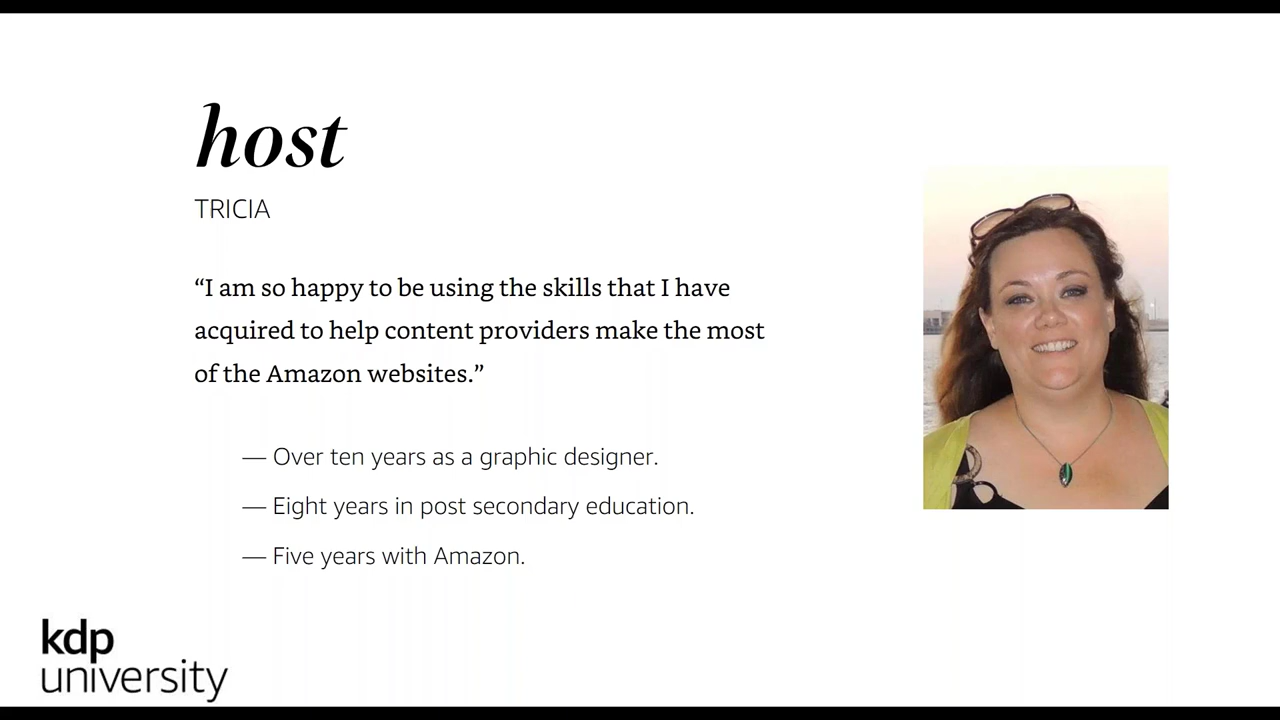 host
TRICIA
“I am so happy to be using the skills that I have
acquired to help content providers make the most
of the Amazon websites.”
— Over ten years as a graphic designer.
— Eight years in post secondary education.
— Five years with Amazon.
kdp
university